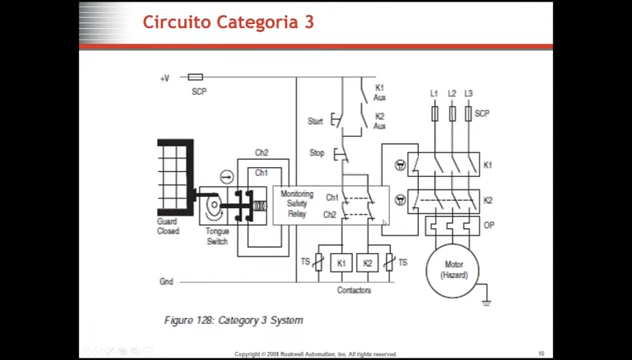 Circuito Categoria 3
+V
SCP
K1
Aux
K2
Aux
Start
Stop
L1 L2 L3
SCP
K1
K2
OP
Ch2
Ch1
Monitoring
Safety
Relay
Ch1
Ch2
Guard
Closed
Tongue
Switch
TS
K1
K2
TS
Motor
(Hazard)
Gnd
Contactors
Figure 128: Category 3 System
Copyright © 2008 Rockwell Automation, Inc. All rights reserved.
10